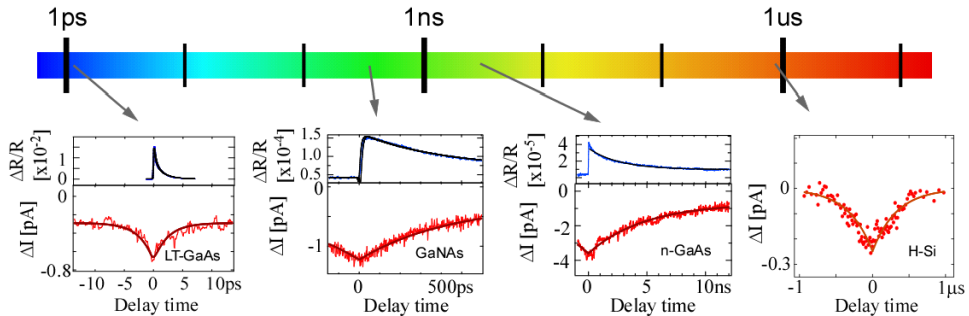 1ps 1ns 1us
ΔR/R
[x10⁻²]
1
0
ΔI [pA]
0
-0.8
LT-GaAs
-10 -5 0 5 10ps
Delay time
ΔR/R
[x10⁻⁴]
1.5
1.0
0.5
ΔI [pA]
0
-1
GaNAs
0 500ps
Delay time
ΔR/R
[x10⁻⁵]
4
2
0
ΔI [pA]
0
-2
-4
n-GaAs
0 5 10ns
Delay time
ΔI [pA]
0
-0.3
H-Si
-1 0 1μs
Delay time